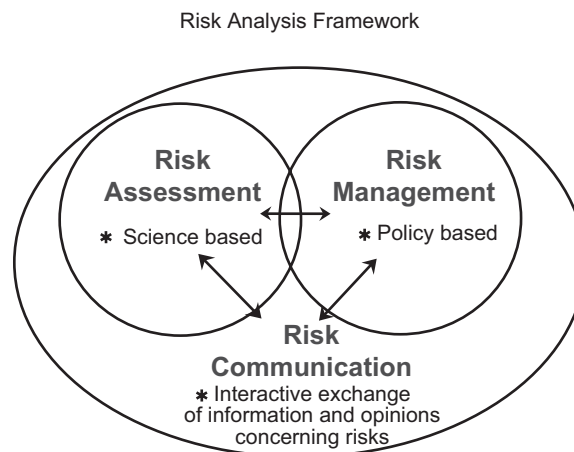 Risk Analysis Framework
Risk
Assessment
* Science based
Risk
Management
* Policy based
Risk
Communication
* Interactive exchange
of information and opinions
concerning risks